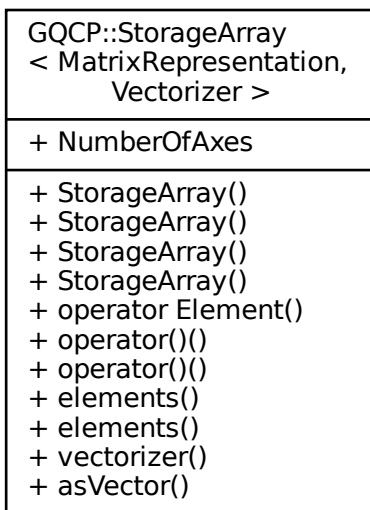 GQCP::StorageArray
< MatrixRepresentation,
Vectorizer >
+ NumberOfAxes
+ StorageArray()
+ StorageArray()
+ StorageArray()
+ StorageArray()
+ operator Element()
+ operator()()
+ operator()()
+ elements()
+ elements()
+ vectorizer()
+ asVector()